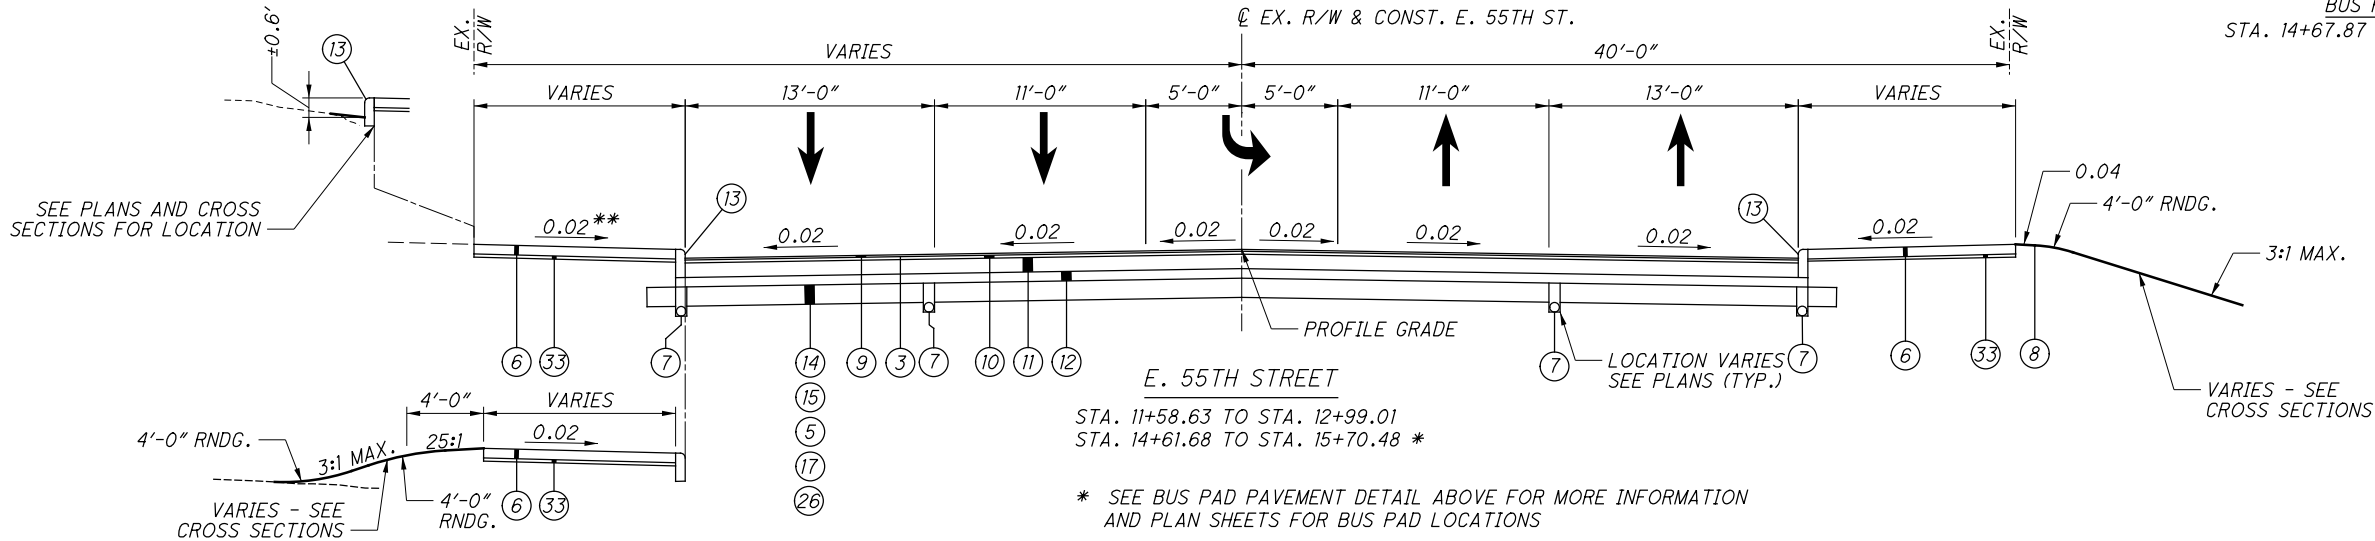 ℄ EX. R/W & CONST. E. 55TH ST.
BUS
STA. 14+67.87
±0.6'
13
EX. R/W
EX. R/W
VARIES
40'-0"
VARIES
13'-0"
11'-0"
5'-0"
5'-0"
11'-0"
13'-0"
VARIES
SEE PLANS AND CROSS
SECTIONS FOR LOCATION
0.02**
13
0.02
0.02
0.02
0.02
0.02
0.02
13
0.02
0.04
4'-0" RNDG.
3:1 MAX.
PROFILE GRADE
6
33
7
14
9
3
7
10
11
12
7
LOCATION VARIES
SEE PLANS (TYP.)
7
6
33
8
VARIES - SEE
CROSS SECTIONS
15
5
17
26
E. 55TH STREET
STA. 11+58.63 TO STA. 12+99.01
STA. 14+61.68 TO STA. 15+70.48 *
4'-0"
VARIES
4'-0" RNDG.
3:1 MAX.
25:1
0.02
VARIES - SEE
CROSS SECTIONS
4'-0"
RNDG.
6
33
* SEE BUS PAD PAVEMENT DETAIL ABOVE FOR MORE INFORMATION
AND PLAN SHEETS FOR BUS PAD LOCATIONS